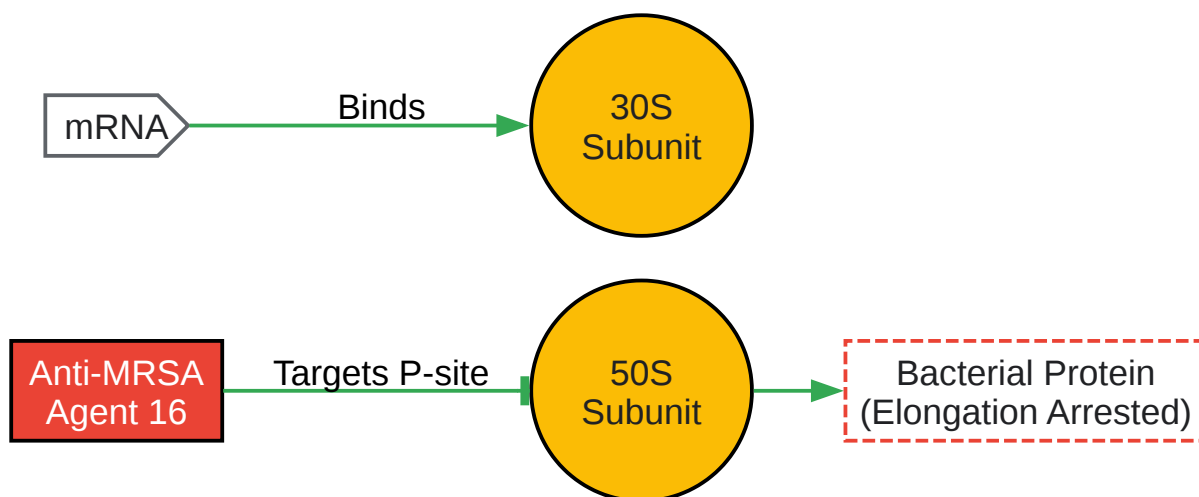 mRNA
Binds
30S
Subunit
Anti-MRSA
Agent 16
Targets P-site
50S
Subunit
Bacterial Protein
(Elongation Arrested)